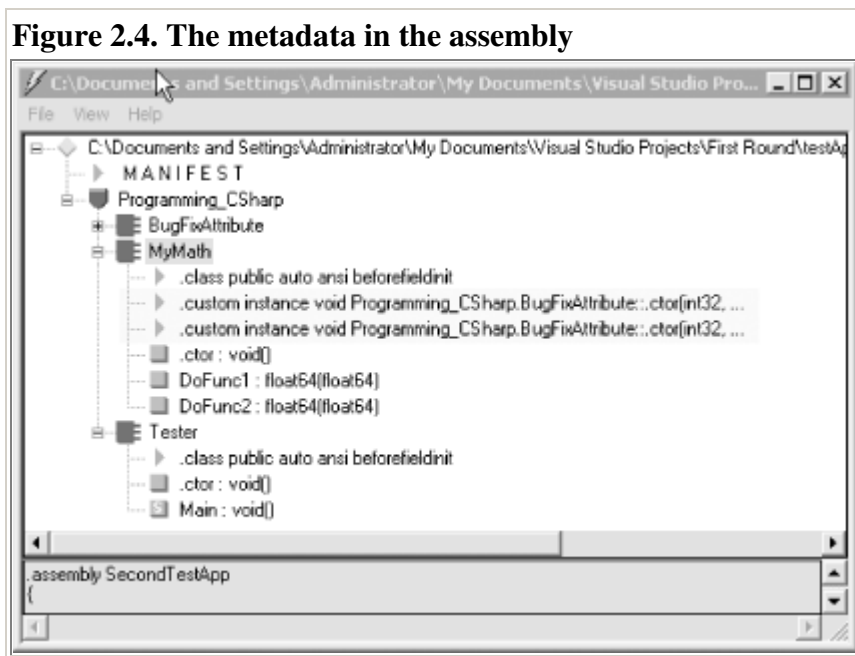 Figure 2.4. The metadata in the assembly
C:\Documents and Settings\Administrator\My Documents\Visual Studio Pro...
File View Help
C:\Documents and Settings\Administrator\My Documents\Visual Studio Projects\First Round\testAp
MANIFEST
Programming_CSharp
BugFixAttribute
MyMath
.class public auto ansi beforefieldinit
.custom instance void Programming_CSharp.BugFixAttribute::.ctor(int32, ...
.custom instance void Programming_CSharp.BugFixAttribute::.ctor(int32, ...
.ctor : void()
DoFunc1 : float64(float64)
DoFunc2 : float64(float64)
Tester
.class public auto ansi beforefieldinit
.ctor : void()
S Main : void()
.assembly SecondTestApp
{